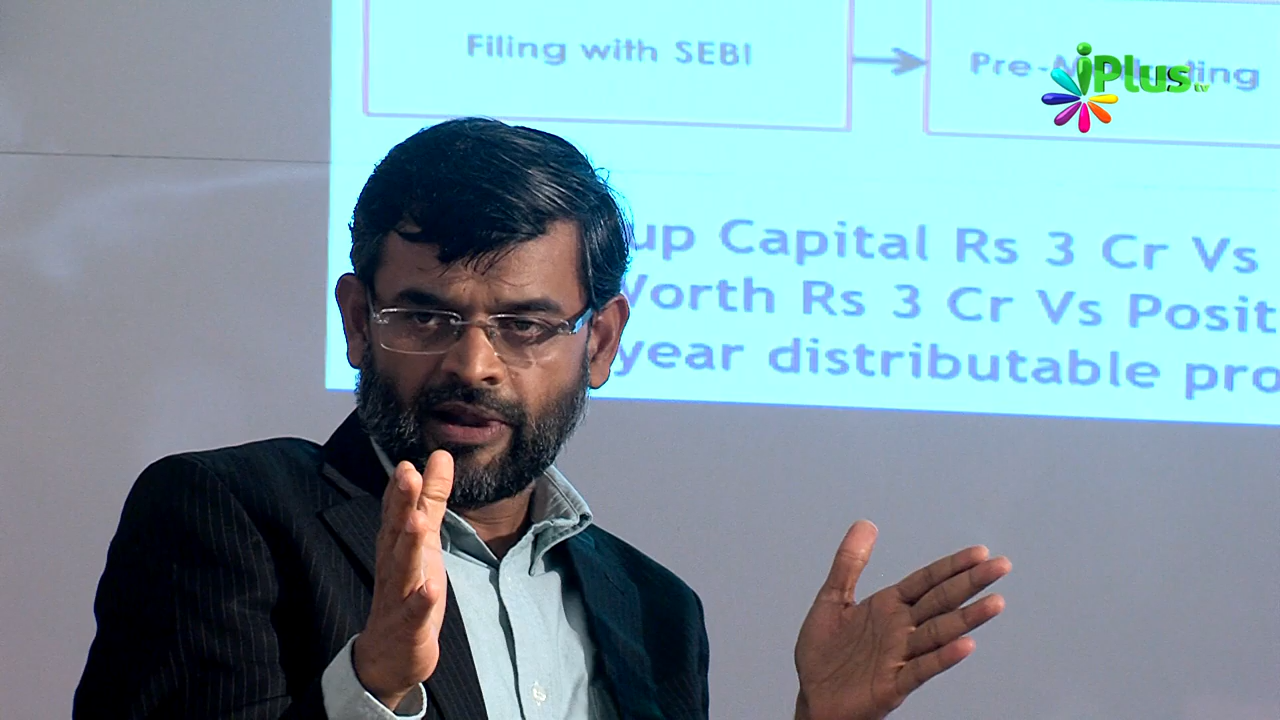 Filing with SEBI
Pre-
iPlus tv
up Capital Rs 3 Cr Vs
Worth Rs 3 Cr Vs Posit
year distributable pro